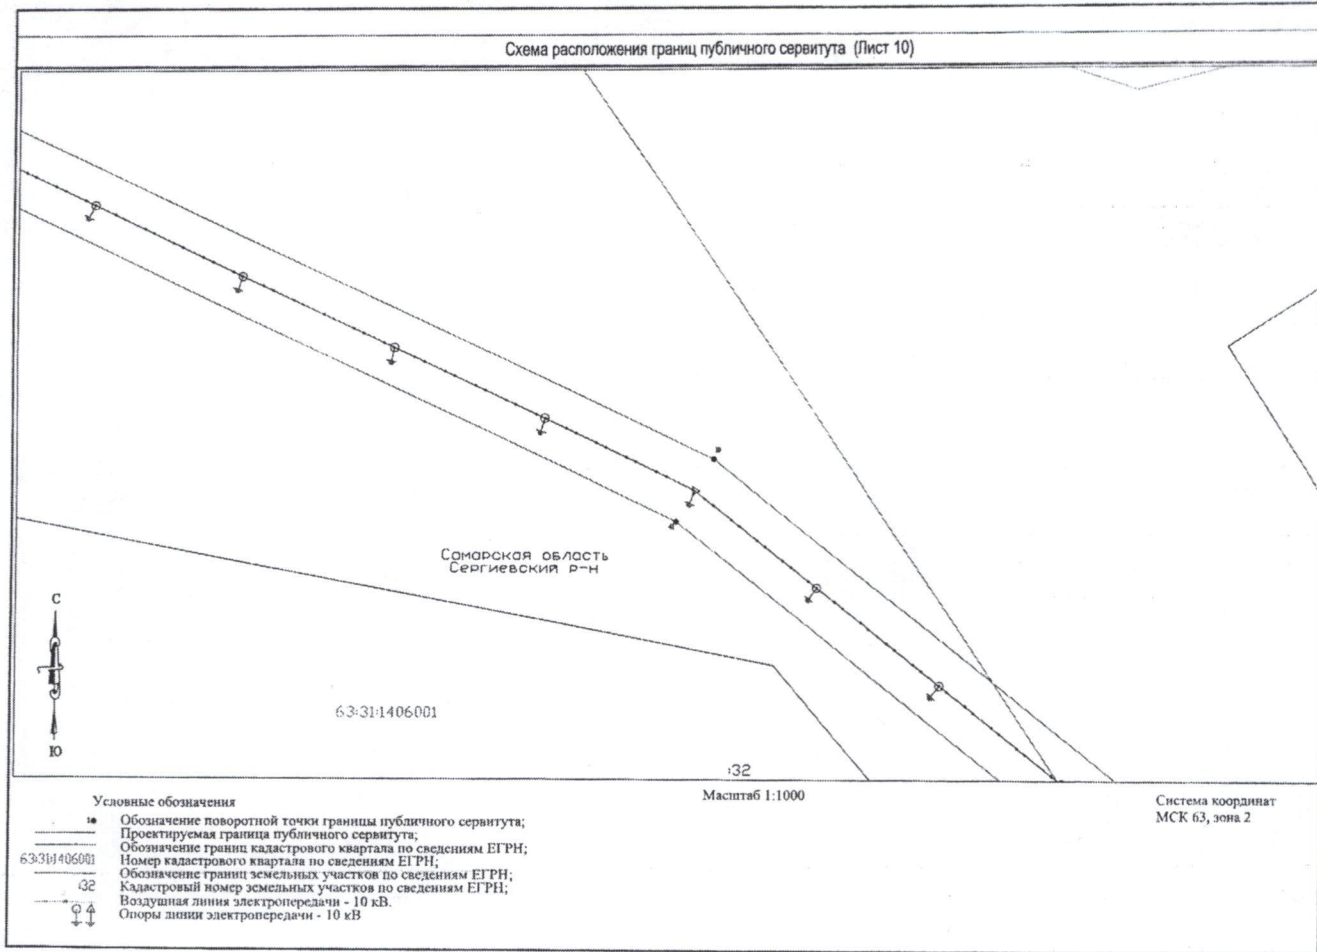 Схема расположения границ публичного сервитута (Лист 10)
Самарская область
Сергиевский р-н
С
Ю
63:31:1406001
:32
Масштаб 1:1000
Система координат
МСК 63, зона 2
Условные обозначения
Обозначение поворотной точки границы публичного сервитута;
Проектируемая граница публичного сервитута;
Обозначение границ кадастрового квартала по сведениям ЕГРН;
63:31:1406001 Номер кадастрового квартала по сведениям ЕГРН;
Обозначение границ земельных участков по сведениям ЕГРН;
:32 Кадастровый номер земельных участков по сведениям ЕГРН;
Воздушная линия электропередачи - 10 кВ.
Опоры линии электропередачи - 10 кВ